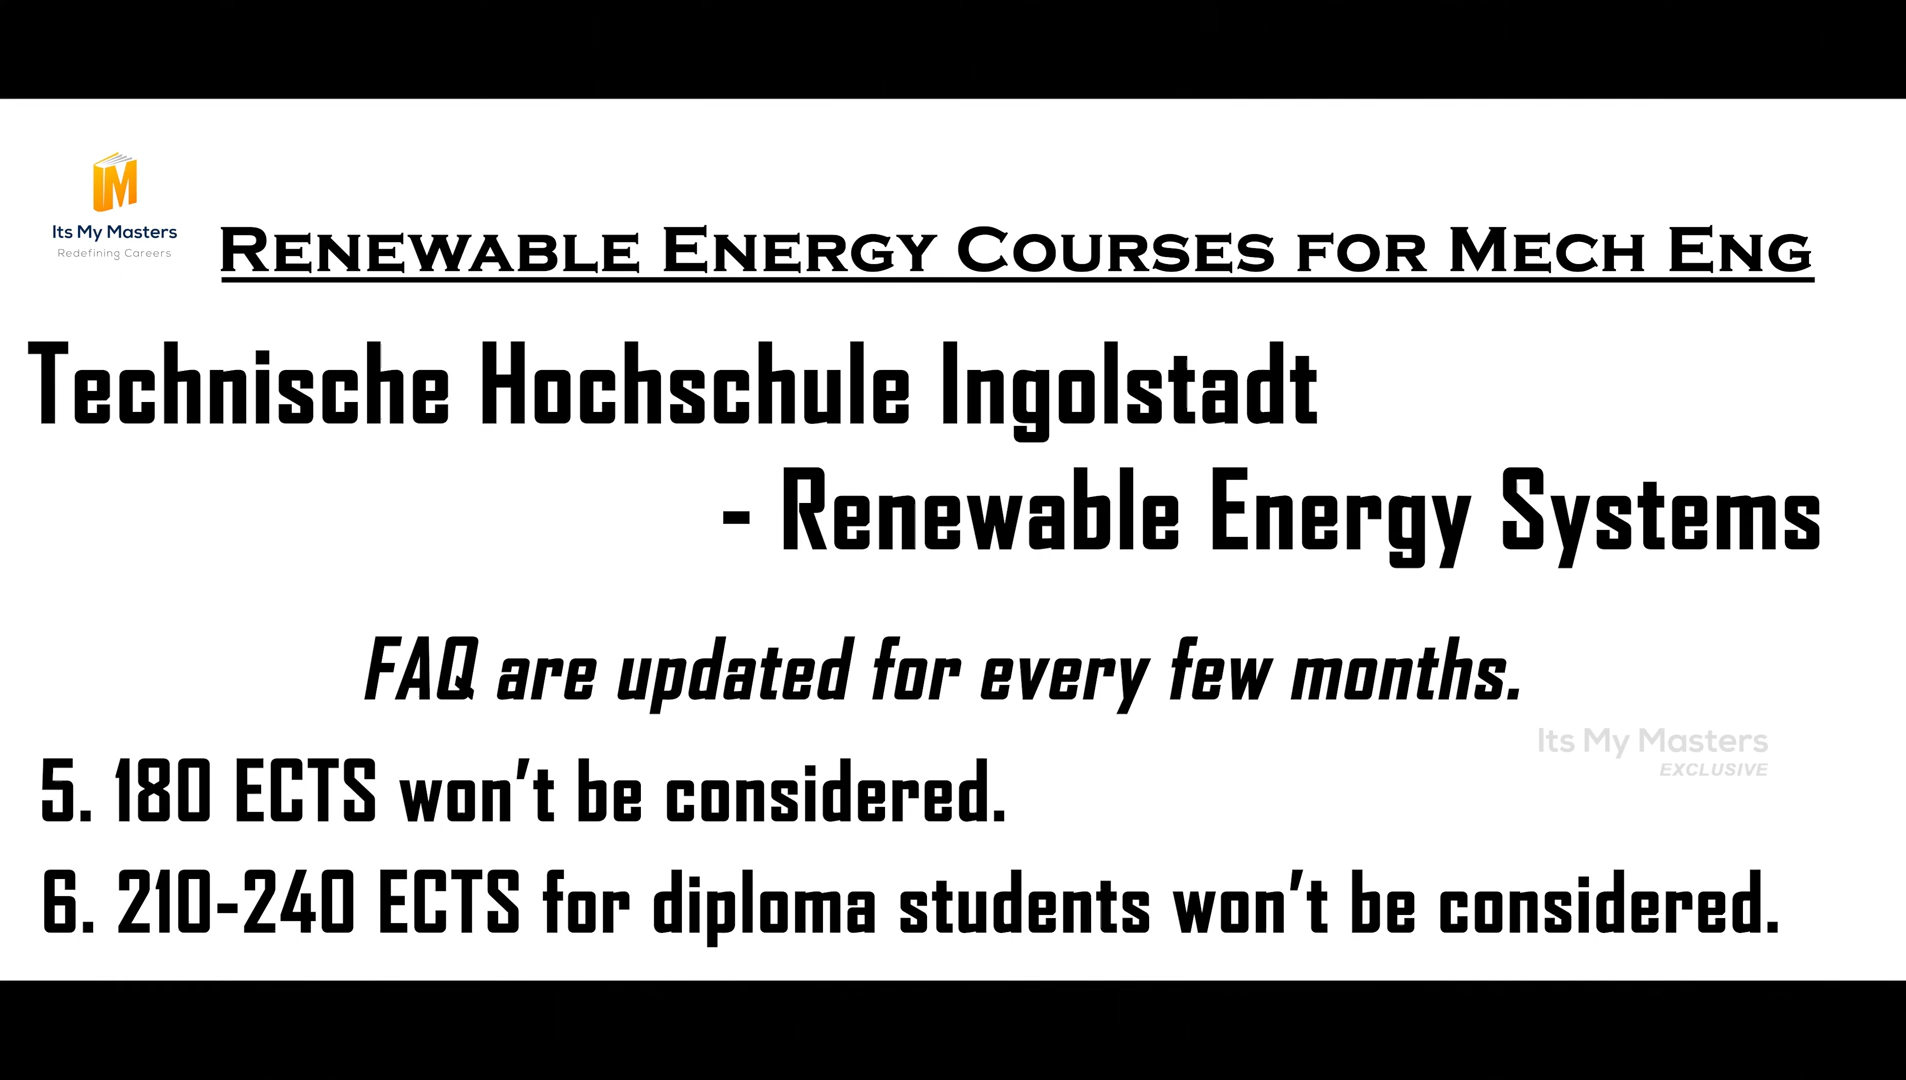 Its My Masters
Redefining Careers
Renewable Energy Courses for Mech Eng
Technische Hochschule Ingolstadt
- Renewable Energy Systems
FAQ are updated for every few months.
Its My Masters
EXCLUSIVE
5. 180 ECTS won't be considered.
6. 210-240 ECTS for diploma students won't be considered.